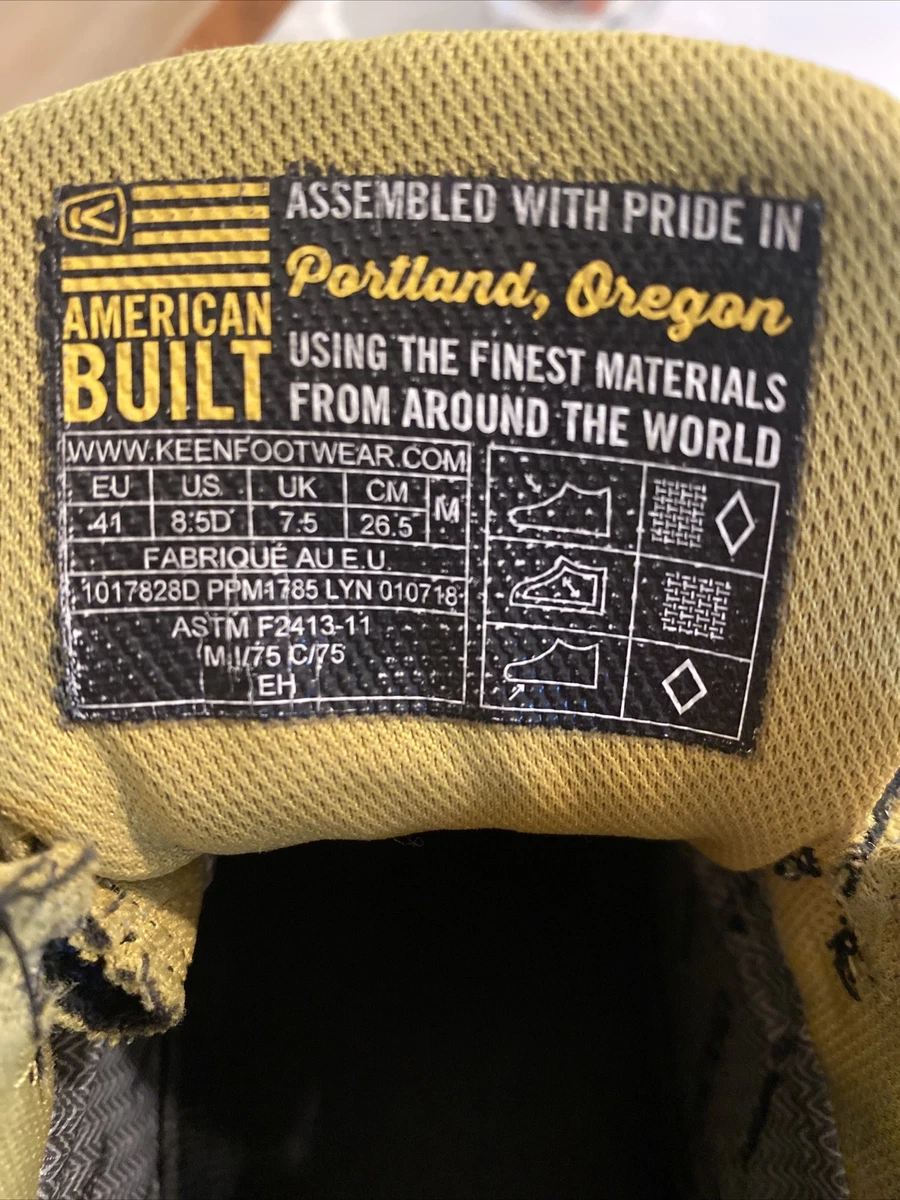 ASSEMBLED WITH PRIDE IN
Portland, Oregon
AMERICAN
BUILT
USING THE FINEST MATERIALS
FROM AROUND THE WORLD
WWW.KEENFOOTWEAR.COM
EU US UK CM M
41 8.5D 7.5 26.5
FABRIQUÉ AU E.U.
1017828D PPM1785 LYN 010718
ASTM F2413-11
M I/75 C/75
EH